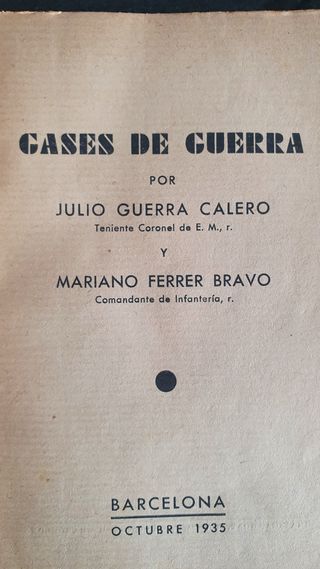 GASES DE GUERRA
POR
JULIO GUERRA CALERO
Teniente Coronel de E. M., r.
Y
MARIANO FERRER BRAVO
Comandante de Infantería, r.
BARCELONA
OCTUBRE 1935